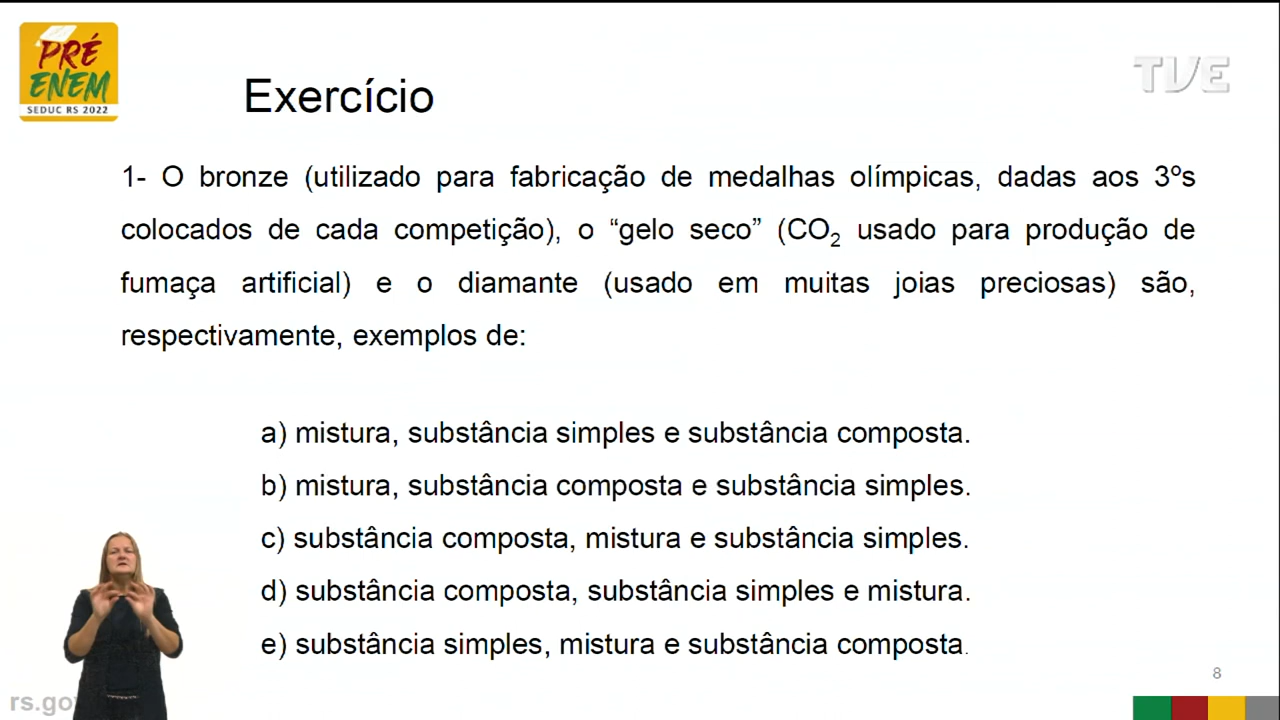 PRÉ
ENEM
SEDUC RS 2022
TVE
Exercício
1- O bronze (utilizado para fabricação de medalhas olímpicas, dadas aos 3ºs
colocados de cada competição), o “gelo seco” (CO₂ usado para produção de
fumaça artificial) e o diamante (usado em muitas joias preciosas) são,
respectivamente, exemplos de:
a) mistura, substância simples e substância composta.
b) mistura, substância composta e substância simples.
c) substância composta, mistura e substância simples.
d) substância composta, substância simples e mistura.
e) substância simples, mistura e substância composta.
8
rs.go